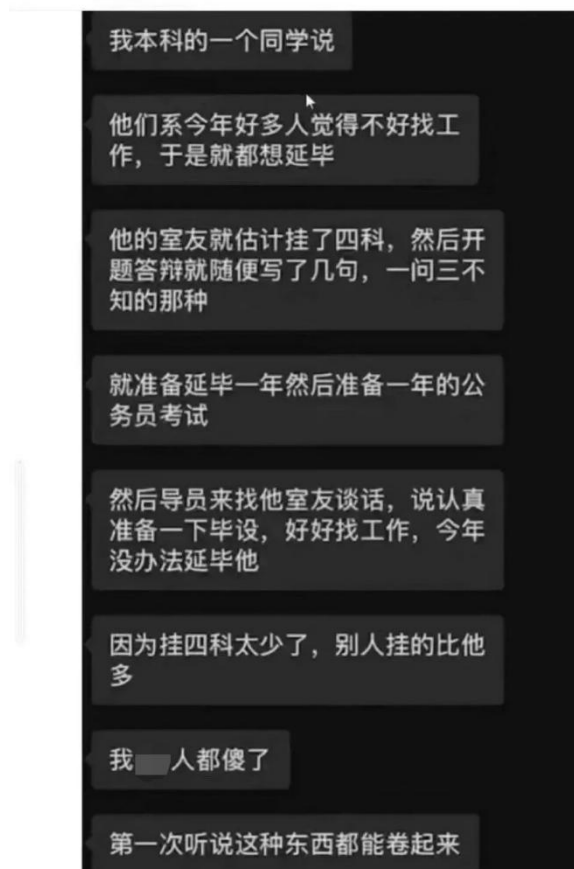 我本科的一个同学说
他们系今年好多人觉得不好找工
作，于是就都想延毕
他的室友就估计挂了四科，然后开
题答辩就随便写了几句，一问三不
知的那种
就准备延毕一年然后准备一年的公
务员考试
然后导员来找他室友谈话，说认真
准备一下毕设，好好找工作，今年
没办法延毕他
因为挂四科太少了，别人挂的比他
多
我 人都傻了
第一次听说这种东西都能卷起来